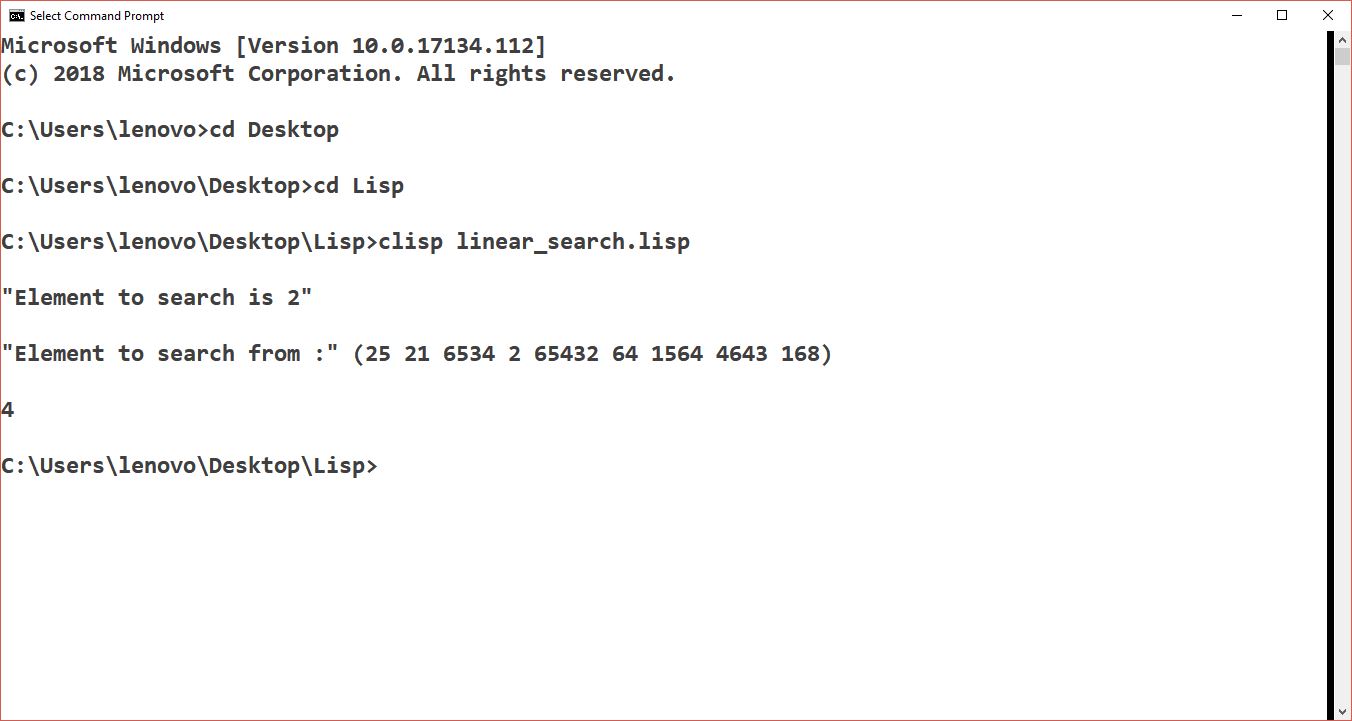 Select Command Prompt
Microsoft Windows [Version 10.0.17134.112]
(c) 2018 Microsoft Corporation. All rights reserved.
C:\Users\lenovo>cd Desktop
C:\Users\lenovo\Desktop>cd Lisp
C:\Users\lenovo\Desktop\Lisp>clisp linear_search.lisp
"Element to search is 2"
"Element to search from :" (25 21 6534 2 65432 64 1564 4643 168)
4
C:\Users\lenovo\Desktop\Lisp>